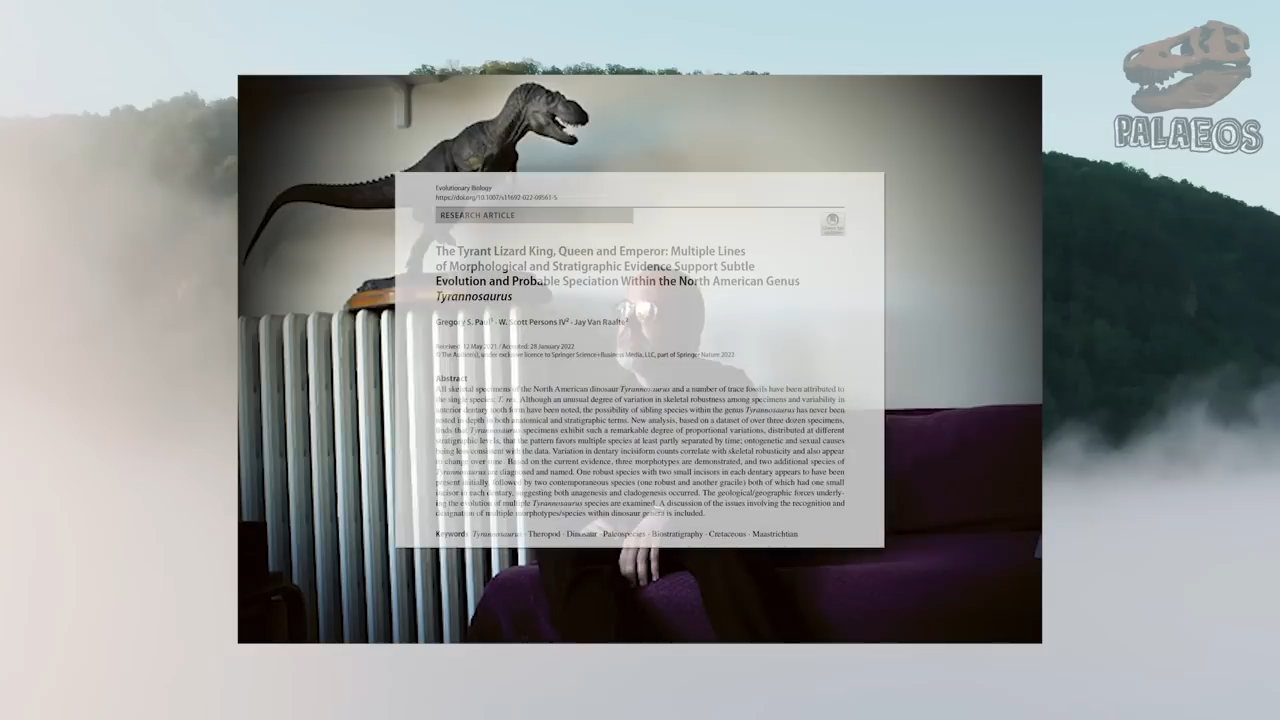 PALAEOS
Evolutionary Biology
https://doi.org/10.1007/s11692-022-09561-5
RESEARCH ARTICLE
The Tyrant Lizard King, Queen and Emperor: Multiple Lines
of Morphological and Stratigraphic Evidence Support Subtle
Evolution and Probable Speciation Within the North American Genus
Tyrannosaurus
Gregory S. Paul¹ · W. Scott Persons IV² · Jay Van Raalte³
Received: 12 May 2021 / Accepted: 28 January 2022
© The Author(s), under exclusive licence to Springer Science+Business Media, LLC, part of Springer Nature 2022
Abstract
All skeletal specimens of the North American dinosaur Tyrannosaurus and a number of trace fossils have been attributed to
the single species: T. rex. Although an unusual degree of variation in skeletal robustness among specimens and variability in
anterior dentary tooth form have been noted, the possibility of sibling species within the genus Tyrannosaurus has never been
tested in depth in both anatomical and stratigraphic terms. New analysis, based on a dataset of over three dozen specimens,
finds that Tyrannosaurus specimens exhibit such a remarkable degree of proportional variations, distributed at different
stratigraphic levels, that the pattern favors multiple species at least partly separated by time; ontogenetic and sexual causes
being less consistent with the data. Variation in dentary incisiform counts correlate with skeletal robusticity and also appear
to change over time. Based on the current evidence, three morphotypes are demonstrated, and two additional species of
Tyrannosaurus are diagnosed and named. One robust species with two small incisors in each dentary appears to have been
present initially, followed by two contemporaneous species (one robust and another gracile) both of which had one small
incisor in each dentary, suggesting both anagenesis and cladogenesis occurred. The geological/geographic forces underly-
ing the evolution of multiple Tyrannosaurus species are examined. A discussion of the issues involving the recognition and
designation of multiple morphotypes/species within dinosaur genera is included.
Keywords Tyrannosaurus · Theropod · Dinosaur · Paleospecies · Biostratigraphy · Cretaceous · Maastrichtian